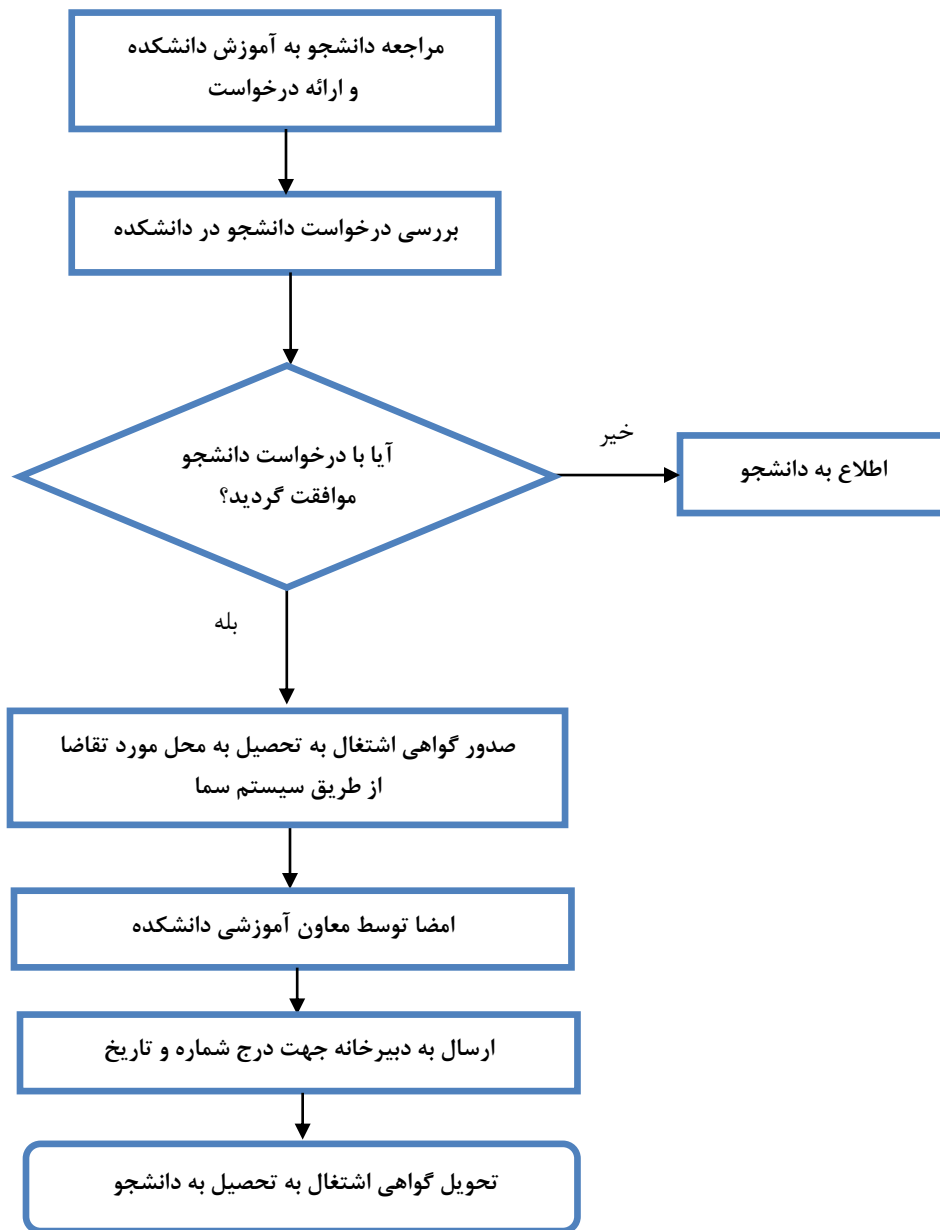 مراجعه دانشجو به آموزش دانشکده
و ارائه درخواست
بررسی درخواست دانشجو در دانشکده
آیا با درخواست دانشجو
موافقت گردید؟
خیر
اطلاع به دانشجو
بله
صدور گواهی اشتغال به تحصیل به محل مورد تقاضا
از طریق سیستم سما
امضا توسط معاون آموزشی دانشکده
ارسال به دبیرخانه جهت درج شماره و تاریخ
تحویل گواهی اشتغال به تحصیل به دانشجو